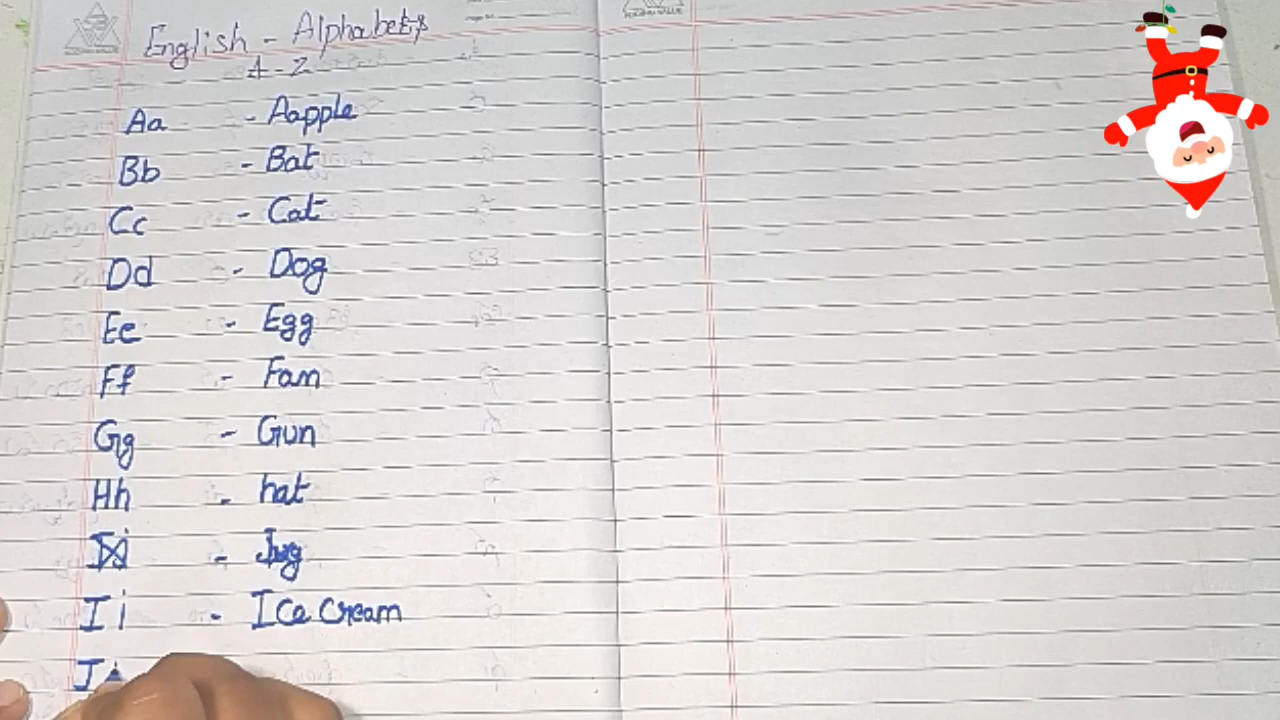 English - Alphabets
A - Z
Aa - Aapple
Bb - Bat
Cc - Cat
Dd - Dog
Ee - Egg
Ff - Fan
Gg - Gun
Hh - hat
- Jug
I i - Ice Cream
J